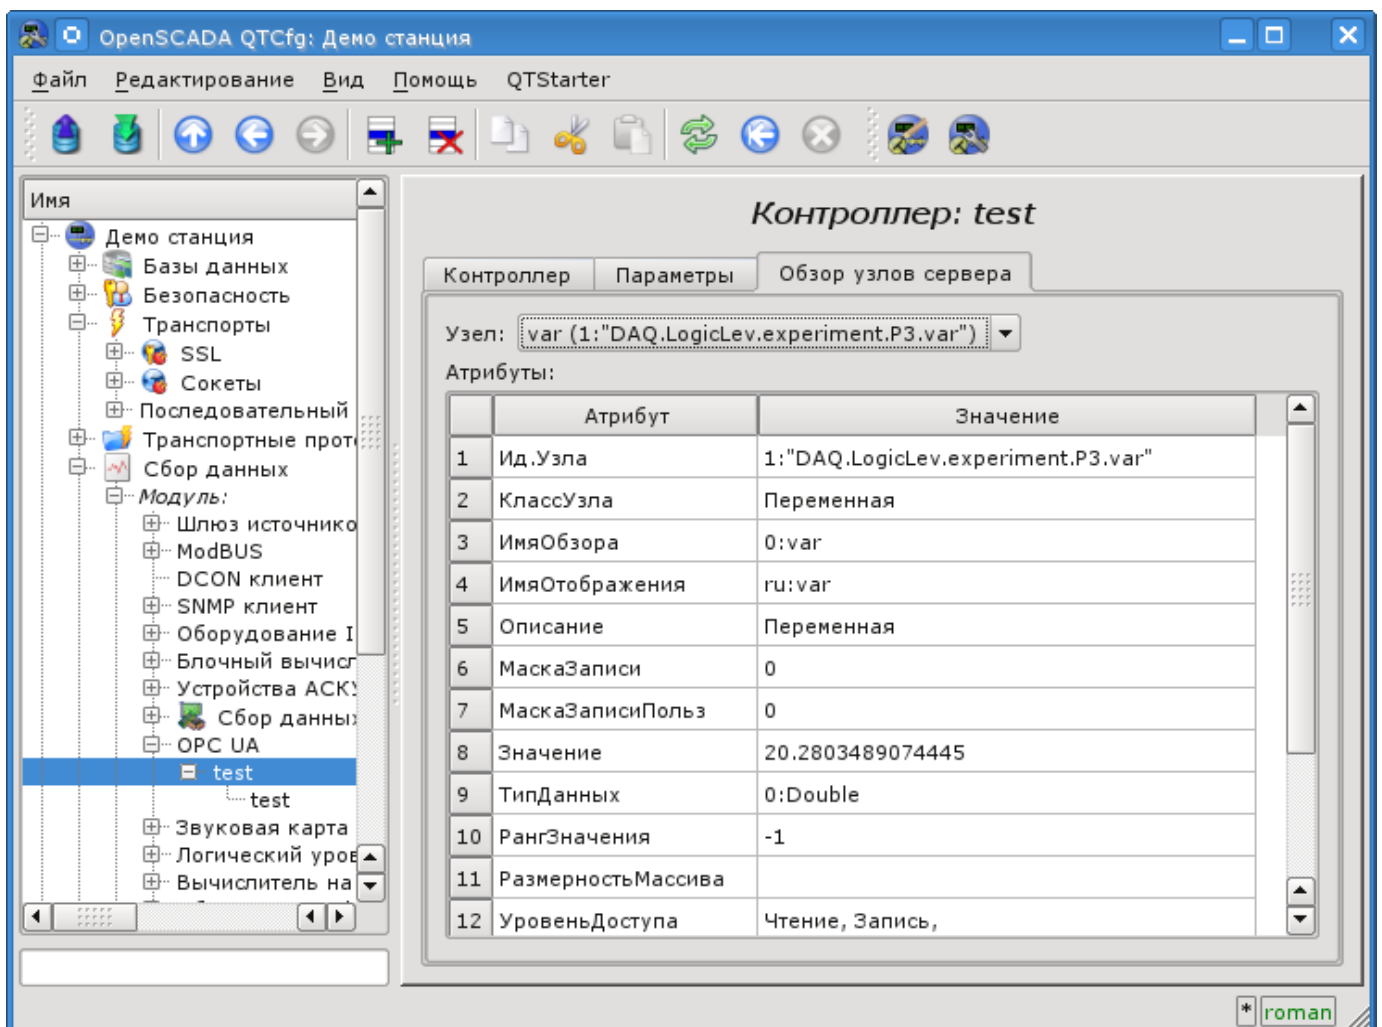 OpenSCADA QTCfg: Демо станция
Файл Редактирование Вид Помощь QTStarter
Имя
Демо станция
Базы данных
Безопасность
Транспорты
SSL
Сокеты
Последовательный
Транспортные прот
Сбор данных
Модуль:
Шлюз источнико
ModBUS
DCON клиент
SNMP клиент
Оборудование I
Блочный вычисл
Устройства АСКУ
Сбор данны
OPC UA
test
test
Звуковая карта
Логический уров
Вычислитель на
Контроллер: test
Контроллер Параметры Обзор узлов сервера
Узел: var (1:"DAQ.LogicLev.experiment.P3.var")
Атрибуты:
Атрибут Значение
1 Ид.Узла 1:"DAQ.LogicLev.experiment.P3.var"
2 КлассУзла Переменная
3 ИмяОбзора 0:var
4 ИмяОтображения ru:var
5 Описание Переменная
6 МаскаЗаписи 0
7 МаскаЗаписиПольз 0
8 Значение 20.2803489074445
9 ТипДанных 0:Double
10 РангЗначения -1
11 РазмерностьМассива
12 УровеньДоступа Чтение, Запись,
* roman